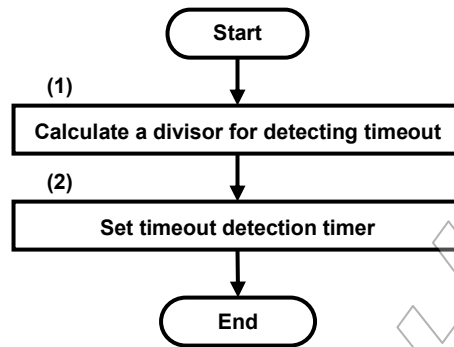 Start
(1)
Calculate a divisor for detecting timeout
(2)
Set timeout detection timer
End